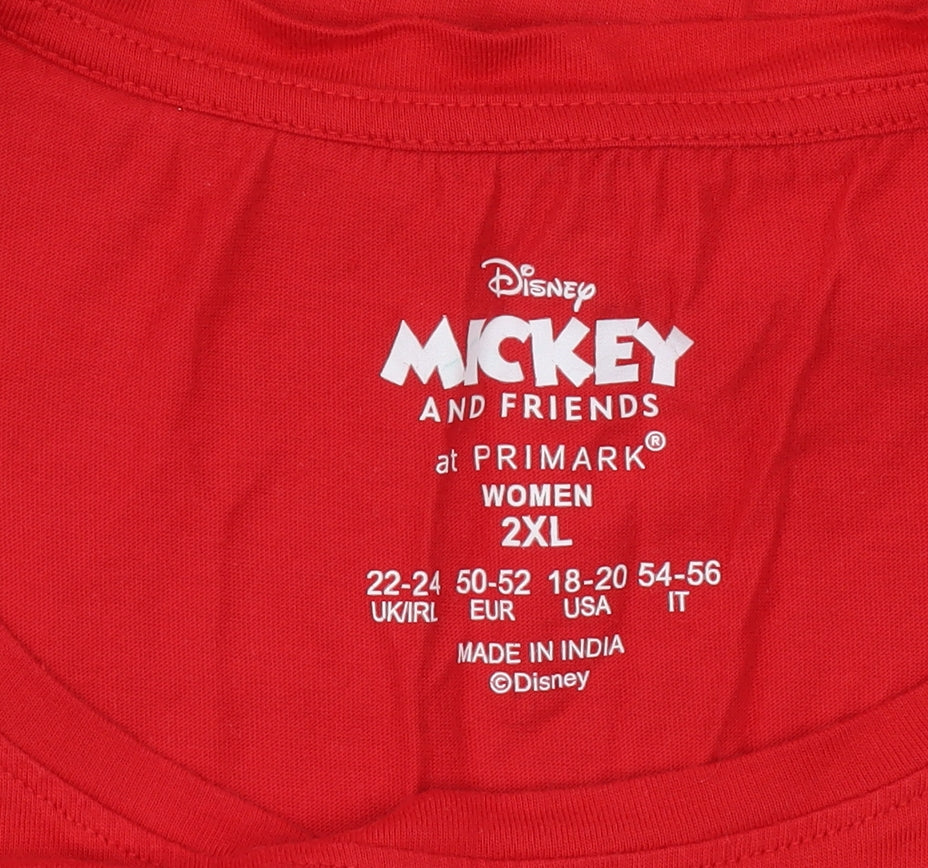 Disney
MICKEY
AND FRIENDS
at PRIMARK®
WOMEN
2XL
22-24 50-52 18-20 54-56
UK/IRL EUR USA IT
MADE IN INDIA
©Disney